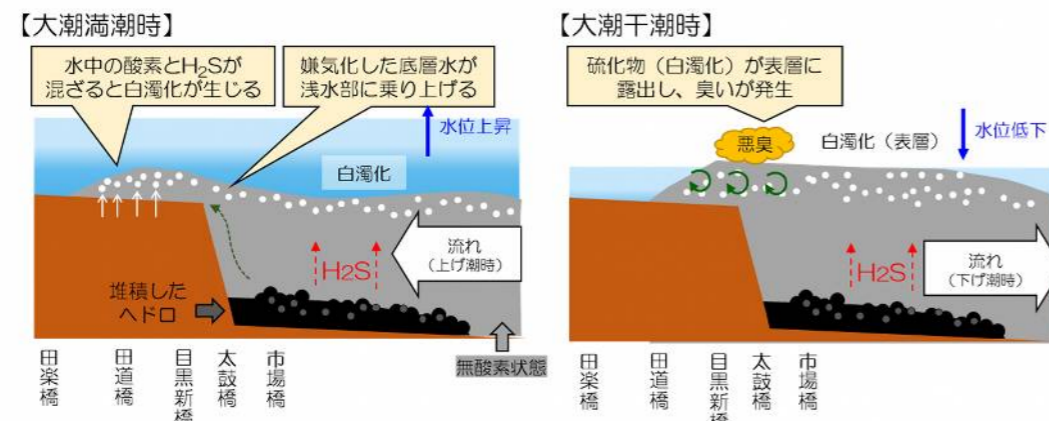 【大潮満潮時】
水中の酸素とH₂Sが
混ざると白濁化が生じる
嫌気化した底層水が
浅水部に乗り上げる
水位上昇
白濁化
流れ
(上げ潮時)
H₂S
堆積した
ヘドロ
無酸素状態
田楽橋
田道橋
目黒新橋
太鼓橋
市場橋
【大潮干潮時】
硫化物（白濁化）が表層に
露出し、臭いが発生
悪臭
白濁化（表層）
水位低下
流れ
(下げ潮時)
H₂S
田楽橋
田道橋
目黒新橋
太鼓橋
市場橋